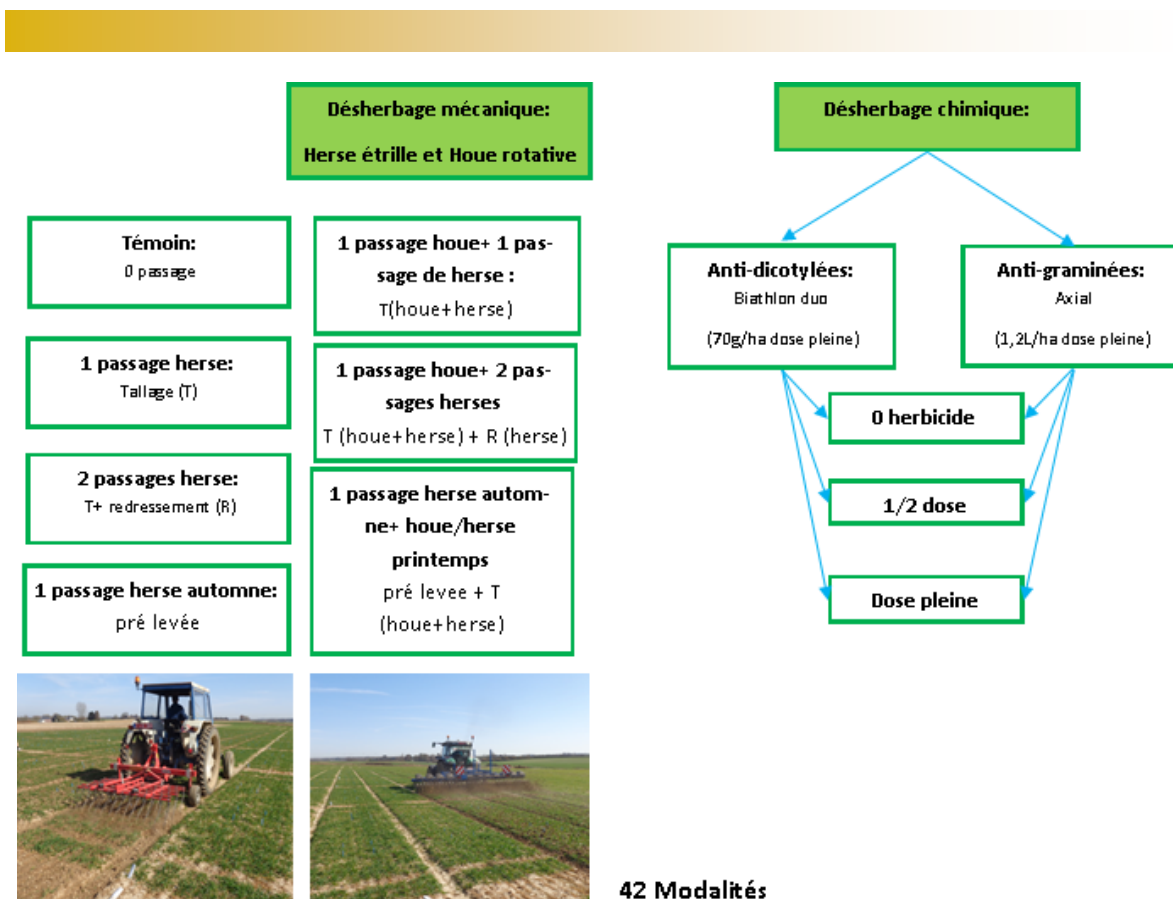 Désherbage mécanique:
Herse étrille et Houe rotative
Témoin:
0 passage
1 passage herse:
Tallage (T)
2 passages herse:
T+ redressement (R)
1 passage herse automne:
pré levée
1 passage houe+ 1 pas-
sage de herse :
T(houe+herse)
1 passage houe+ 2 pas-
sages herses
T (houe+herse) + R (herse)
1 passage herse autom-
ne+ houe/herse
printemps
pré levee + T
(houe+herse)
Désherbage chimique:
Anti-dicotylées:
Biathlon duo
(70g/ha dose pleine)
Anti-graminées:
Axial
(1,2L/ha dose pleine)
0 herbicide
1/2 dose
Dose pleine
42 Modalités